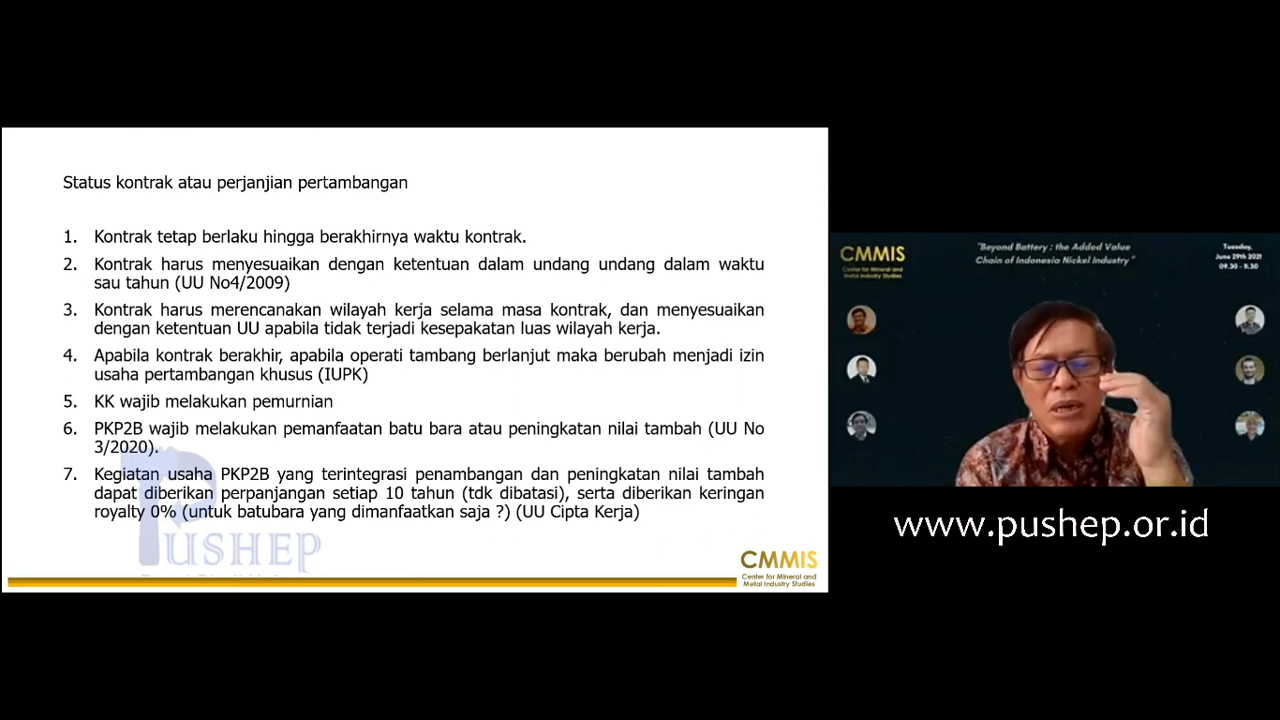 Status kontrak atau perjanjian pertambangan
1. Kontrak tetap berlaku hingga berakhirnya waktu kontrak.
2. Kontrak harus menyesuaikan dengan ketentuan dalam undang undang dalam waktu
sau tahun (UU No4/2009)
3. Kontrak harus merencanakan wilayah kerja selama masa kontrak, dan menyesuaikan
dengan ketentuan UU apabila tidak terjadi kesepakatan luas wilayah kerja.
4. Apabila kontrak berakhir, apabila operati tambang berlanjut maka berubah menjadi izin
usaha pertambangan khusus (IUPK)
5. KK wajib melakukan pemurnian
6. PKP2B wajib melakukan pemanfaatan batu bara atau peningkatan nilai tambah (UU No
3/2020).
7. Kegiatan usaha PKP2B yang terintegrasi penambangan dan peningkatan nilai tambah
dapat diberikan perpanjangan setiap 10 tahun (tdk dibatasi), serta diberikan keringan
royalty 0% (untuk batubara yang dimanfaatkan saja ?) (UU Cipta Kerja)
PUSHEP
CMMIS
Center for Mineral and
Metal Industry Studies
CMMIS
Center for Mineral and
Metal Industry Studies
"Beyond Battery : the Added Value
Chain of Indonesia Nickel Industry"
Tuesday,
June 29th 2021
09.30 - 11.30
www.pushep.or.id